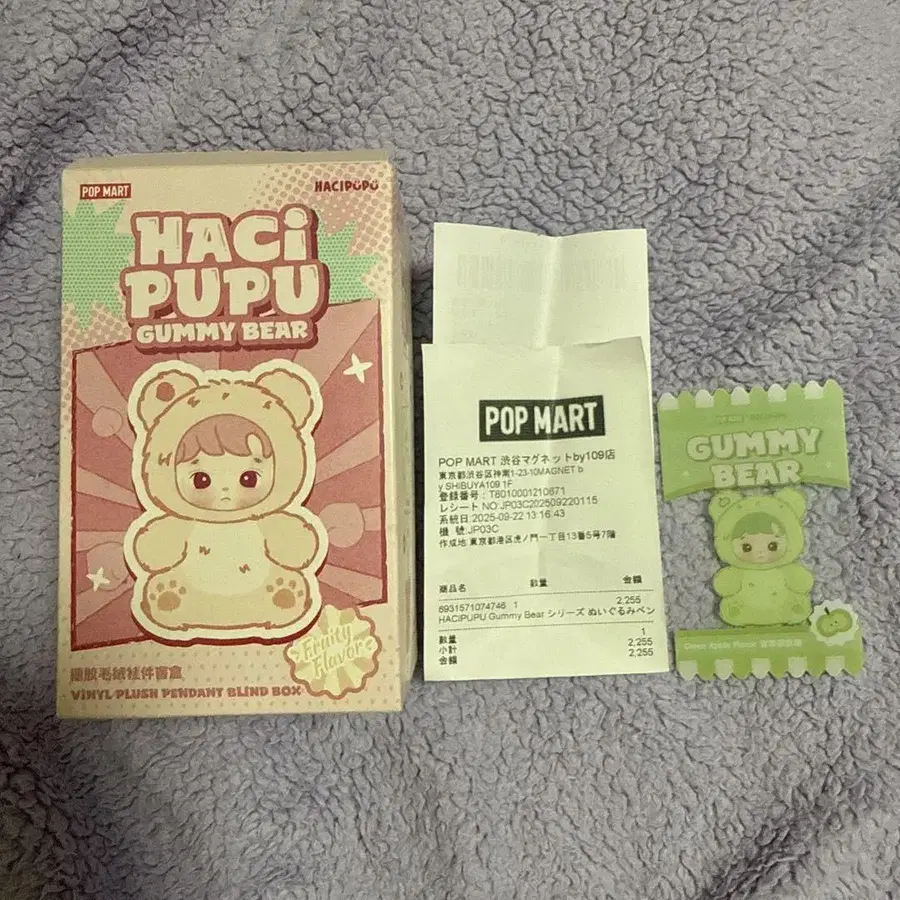 POP MART
HACIPUPU
HACI
PUPU
GUMMY BEAR
Fruity
Flavor
搪胶毛绒挂件盲盒
VINYL PLUSH PENDANT BLIND BOX
POP MART
POP MART 渋谷マグネットby109店
東京都渋谷区神南1-23-10MAGNET b
y SHIBUYA109 1F
登録番号:T6010001210671
レシート NO:JP03C202509220115
系統日:2025-09-22 13:16:43
機 號:JP03C
作成地:東京都港区虎ノ門一丁目13番5号7階
商品名 数量 金額
6931571074746 1 2,255
HACIPUPU Gummy Bear シリーズ ぬいぐるみペン
数量 1
小計 2,255
金額 2,255
GUMMY
BEAR
Green Apple Flavor